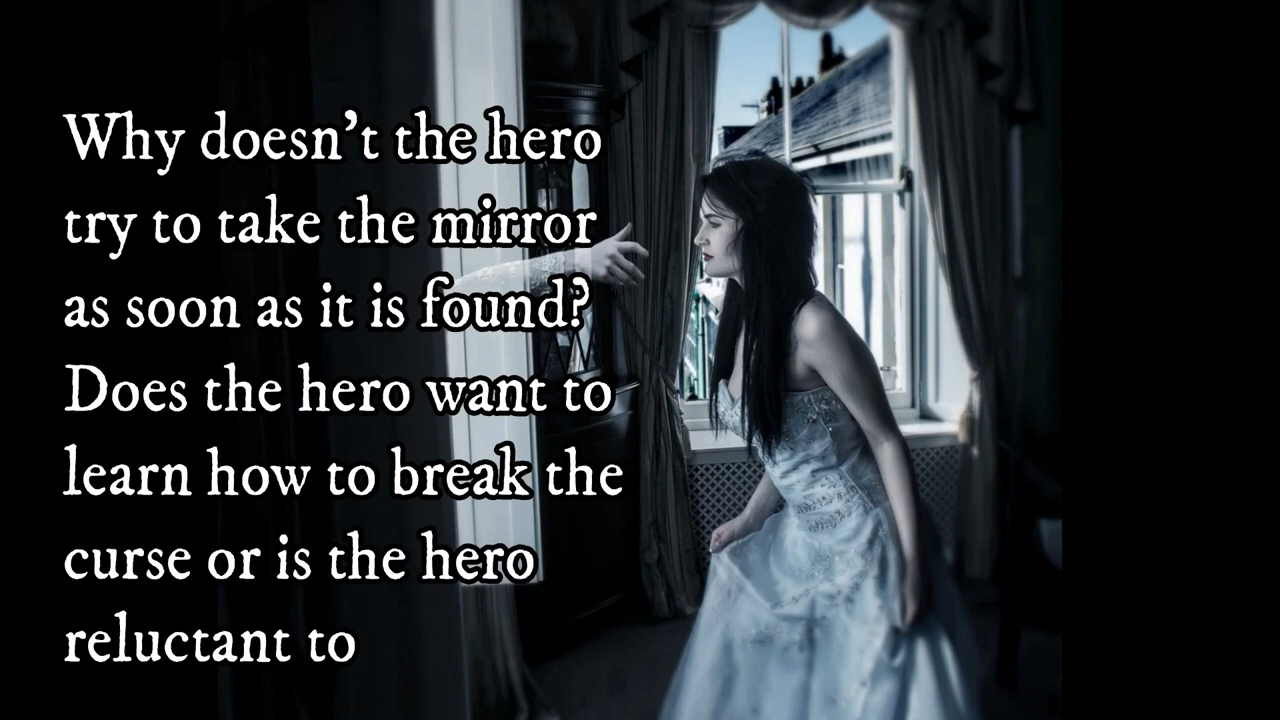 Why doesn’t the hero
try to take the mirror
as soon as it is found?
Does the hero want to
learn how to break the
curse or is the hero
reluctant to